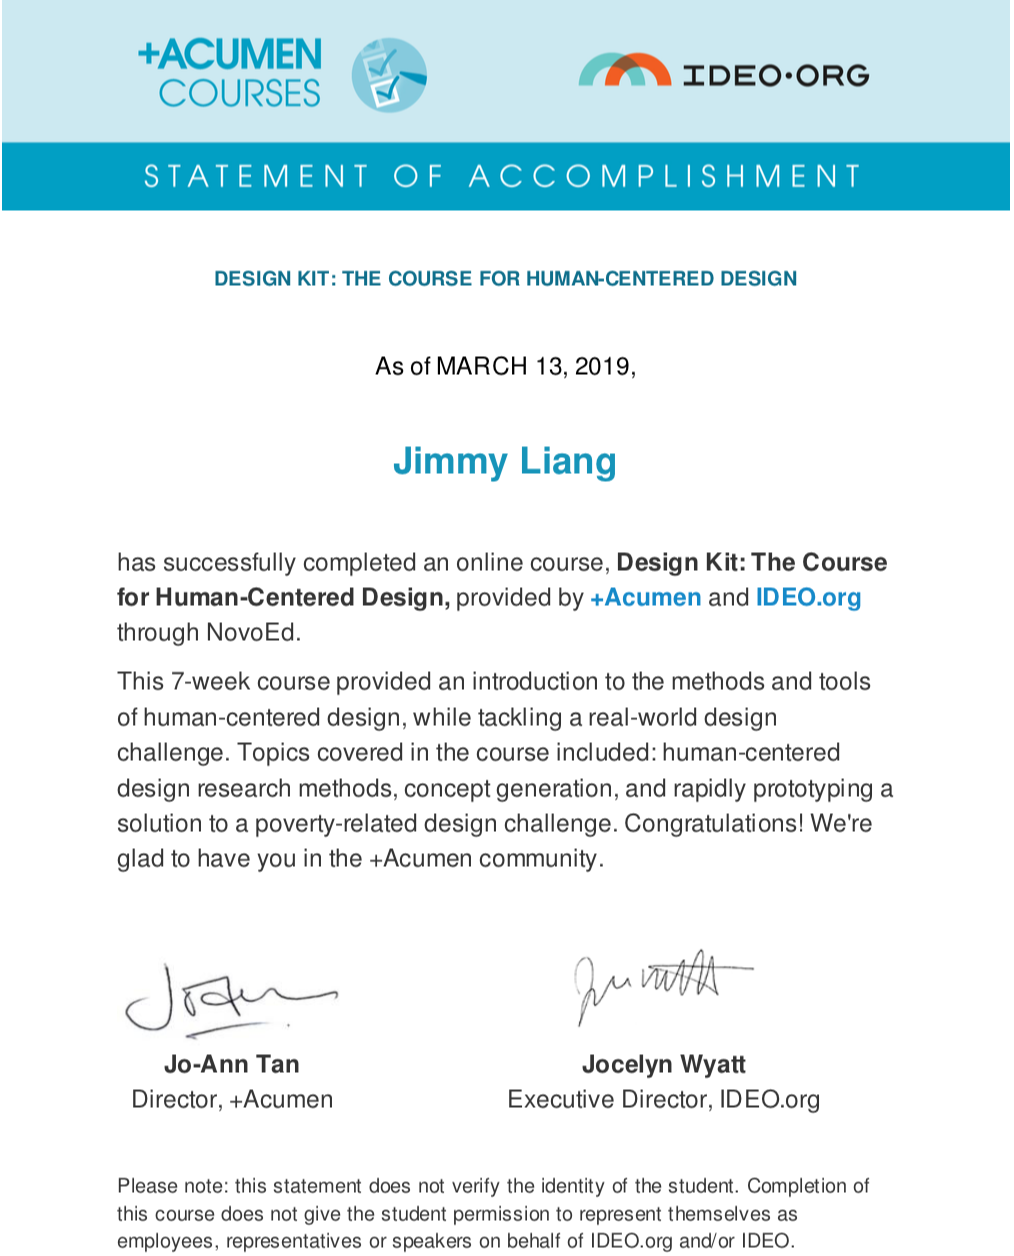 +ACUMEN
COURSES
IDEO•ORG
STATEMENT OF ACCOMPLISHMENT
DESIGN KIT: THE COURSE FOR HUMAN-CENTERED DESIGN
As of MARCH 13, 2019,
Jimmy Liang
has successfully completed an online course, Design Kit: The Course
for Human-Centered Design, provided by +Acumen and IDEO.org
through NovoEd.
This 7-week course provided an introduction to the methods and tools
of human-centered design, while tackling a real-world design
challenge. Topics covered in the course included: human-centered
design research methods, concept generation, and rapidly prototyping a
solution to a poverty-related design challenge. Congratulations! We're
glad to have you in the +Acumen community.
Jo-Ann Tan
Director, +Acumen
Jocelyn Wyatt
Executive Director, IDEO.org
Please note: this statement does not verify the identity of the student. Completion of
this course does not give the student permission to represent themselves as
employees, representatives or speakers on behalf of IDEO.org and/or IDEO.